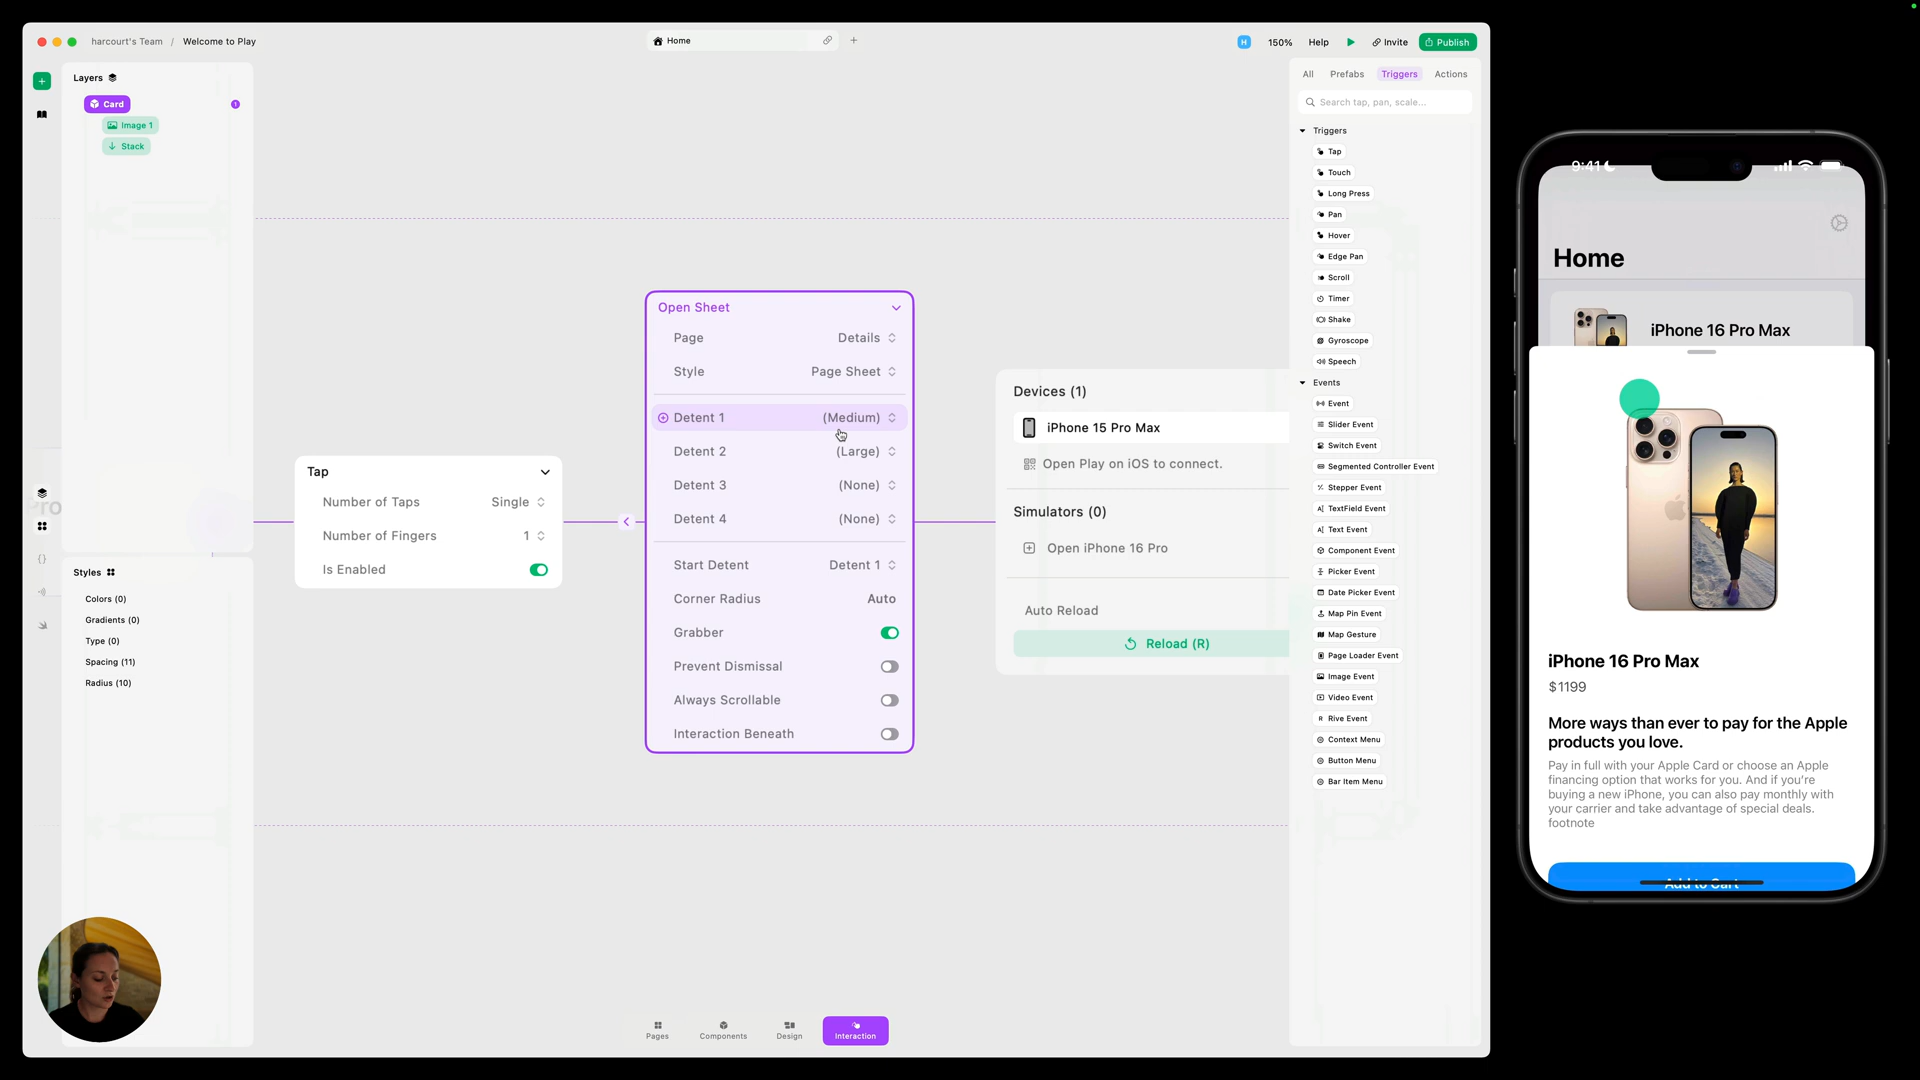 harcourt's Team / Welcome to Play
Home
H
150%
Help
Invite
Publish
Layers
Card
1
Image 1
Stack
Styles
Colors (0)
Gradients (0)
Type (0)
Spacing (11)
Radius (10)
Tap
Number of Taps Single
Number of Fingers 1
Is Enabled
Open Sheet
Page Details
Style Page Sheet
Detent 1 (Medium)
Detent 2 (Large)
Detent 3 (None)
Detent 4 (None)
Start Detent Detent 1
Corner Radius Auto
Grabber
Prevent Dismissal
Always Scrollable
Interaction Beneath
Devices (1)
iPhone 15 Pro Max
Open Play on iOS to connect.
Simulators (0)
Open iPhone 16 Pro
Auto Reload
Reload (R)
Pages
Components
Design
Interaction
All
Prefabs
Triggers
Actions
Search tap, pan, scale...
Triggers
Tap
Touch
Long Press
Pan
Hover
Edge Pan
Scroll
Timer
Shake
Gyroscope
Speech
Events
Event
Slider Event
Switch Event
Segmented Controller Event
Stepper Event
TextField Event
Text Event
Component Event
Picker Event
Date Picker Event
Map Pin Event
Map Gesture
Page Loader Event
Image Event
Video Event
Rive Event
Context Menu
Button Menu
Bar Item Menu
9:41
Home
iPhone 16 Pro Max
iPhone 16 Pro Max
$1199
More ways than ever to pay for the Apple
products you love.
Pay in full with your Apple Card or choose an Apple
financing option that works for you. And if you're
buying a new iPhone, you can also pay monthly with
your carrier and take advantage of special deals.
footnote
Add to Cart